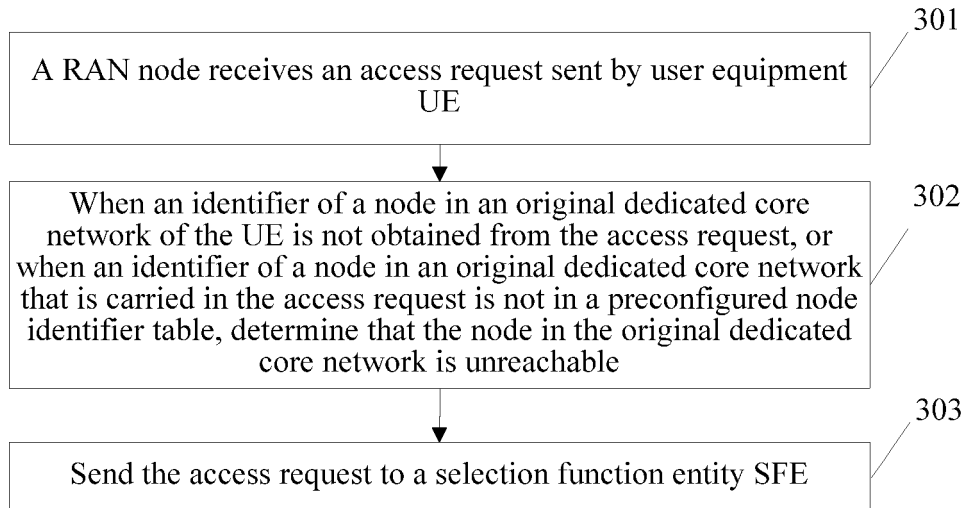 301
A RAN node receives an access request sent by user equipment
UE
302
When an identifier of a node in an original dedicated core
network of the UE is not obtained from the access request, or
when an identifier of a node in an original dedicated core network
that is carried in the access request is not in a preconfigured node
identifier table, determine that the node in the original dedicated
core network is unreachable
303
Send the access request to a selection function entity SFE